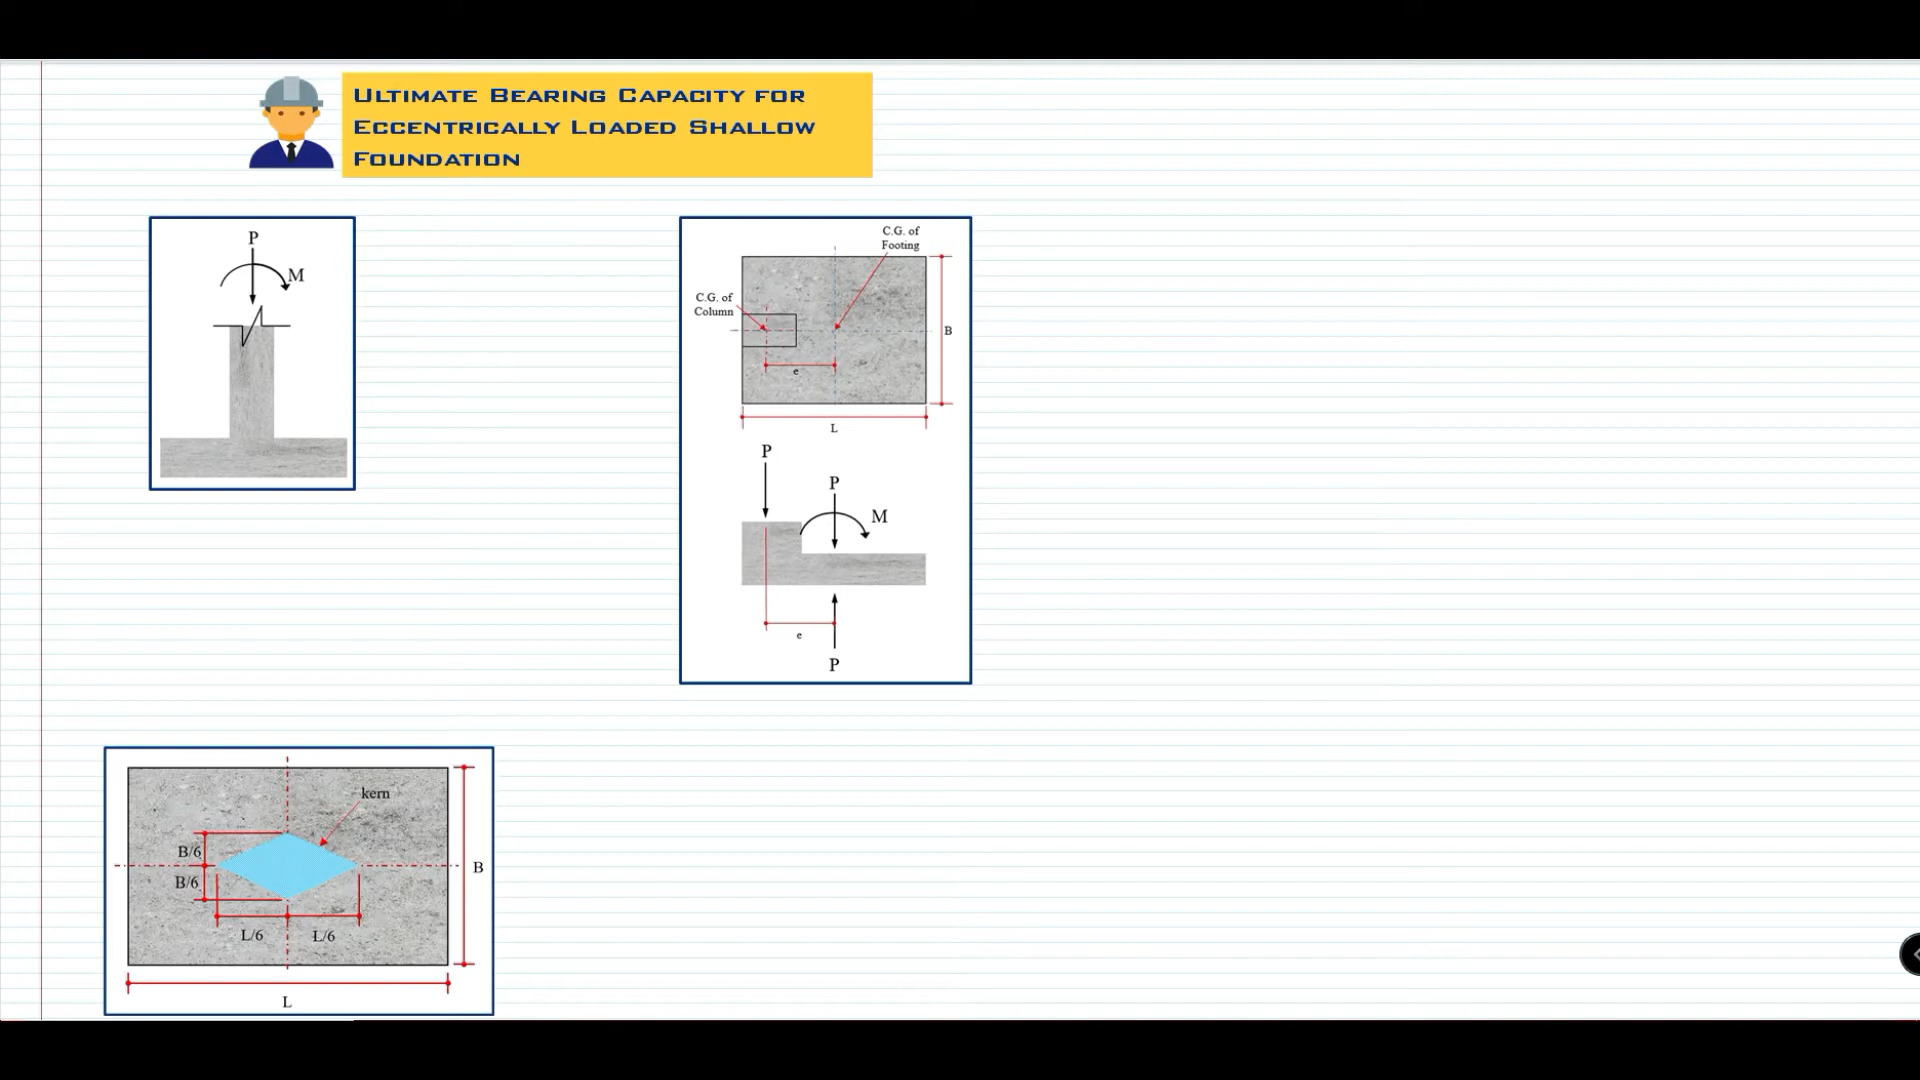 ULTIMATE BEARING CAPACITY FOR
ECCENTRICALLY LOADED SHALLOW
FOUNDATION
P
M
C.G. of
Footing
C.G. of
Column
B
e
L
P
P
M
e
P
kern
B/6
B/6
B
L/6
L/6
L